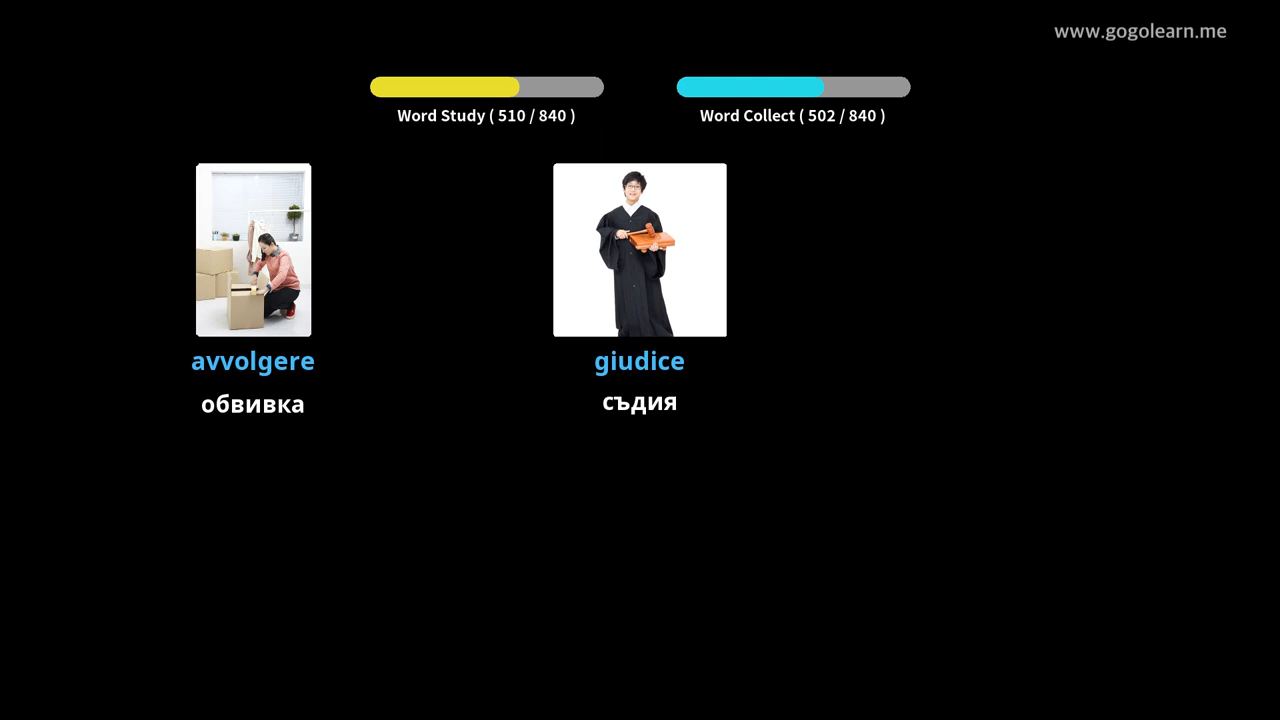 www.gogolearn.me
Word Study ( 510 / 840 )
Word Collect ( 502 / 840 )
avvolgere
giudice
обвивка
съдия